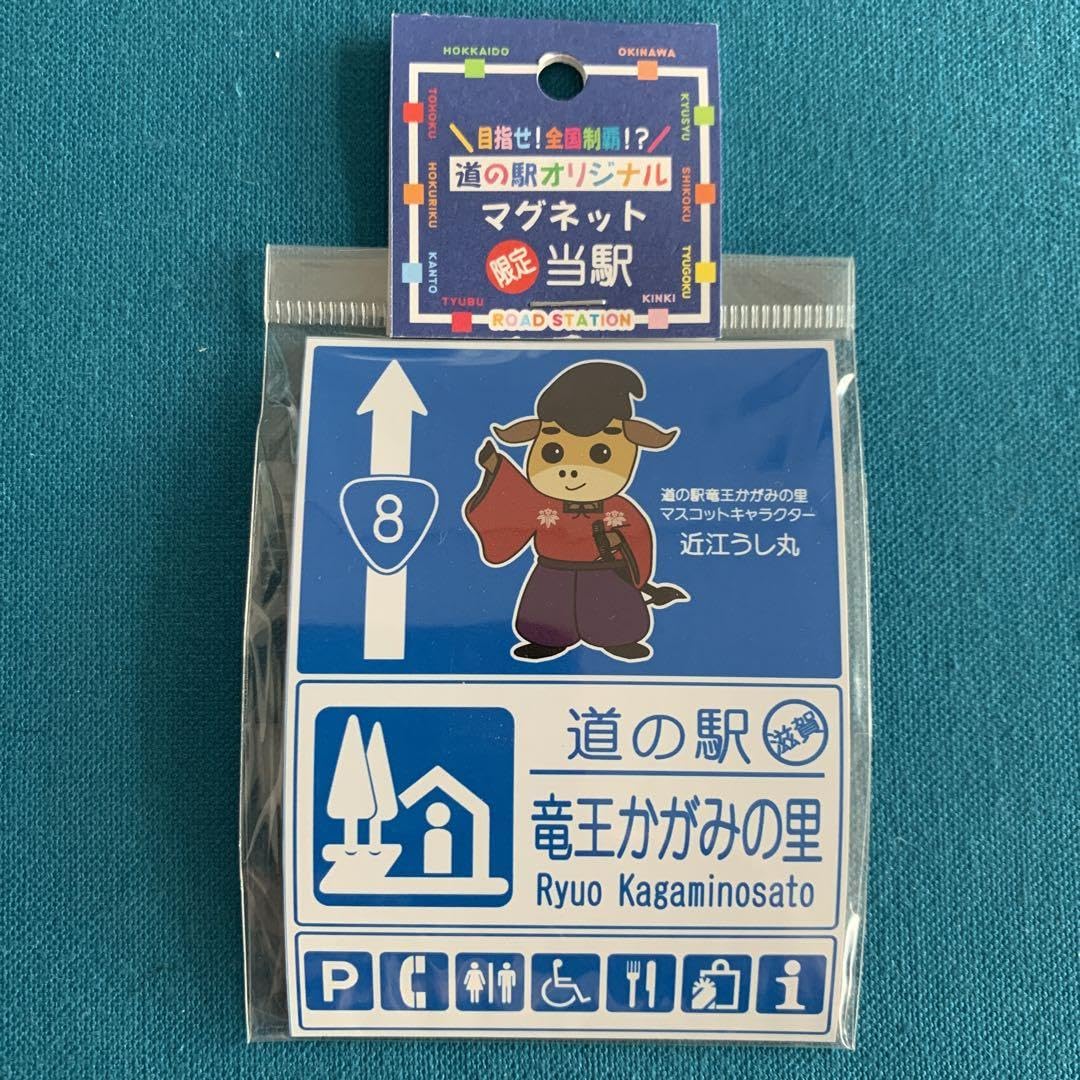 HOKKAIDO
OKINAWA
TOHOKU
KYUSYU
HOKURIKU
SHIKOKU
KANTO
TYUGOKU
TYUBU
KINKI
目指せ!全国制覇!?
道の駅オリジナル
マグネット
限定 当駅
ROAD STATION
8
道の駅竜王かがみの里
マスコットキャラクター
近江うし丸
道の駅 滋賀
竜王かがみの里
Ryuo Kagaminosato
P
i